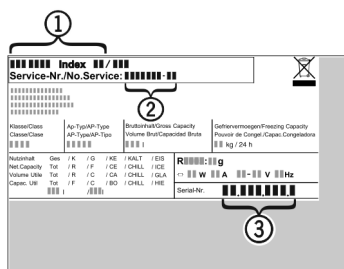 1
Index /
Service-Nr./No.Service: -
2
Klasse/Class
Classe/Clase
Ap-Typ/AP-Type
AP-Type/AP-Tipo
Bruttoinhalt/Gross Capacity
Volume Brut/Capacidad Bruta
l
Gefriervermoegen/Freezing Capacity
Pouvoir de Congel./Capac.Congeladora
kg / 24 h
Nutzinhalt Ges / K / G / KE / KALT / EIS
Net.Capacity Tot / R / F / CE / CHILL / ICE
Volume Utile Tot / R / C / CA / CHILL / GLA
Capac. Util Tot / F / C / BO / CHILL / HIE
l / l
R : g
W A - V Hz
Serial-Nr. . . .
3